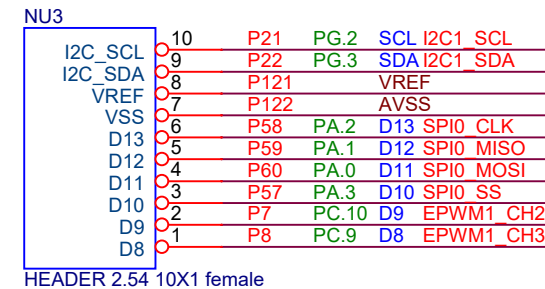 NU3
I2C_SCL 10 P21 PG.2 SCL I2C1_SCL
I2C_SDA 9 P22 PG.3 SDA I2C1_SDA
VREF 8 P121 VREF
VSS 7 P122 AVSS
D13 6 P58 PA.2 D13 SPI0_CLK
D12 5 P59 PA.1 D12 SPI0_MISO
D11 4 P60 PA.0 D11 SPI0_MOSI
D10 3 P57 PA.3 D10 SPI0_SS
D9 2 P7 PC.10 D9 EPWM1_CH2
D8 1 P8 PC.9 D8 EPWM1_CH3
HEADER 2.54 10X1 female